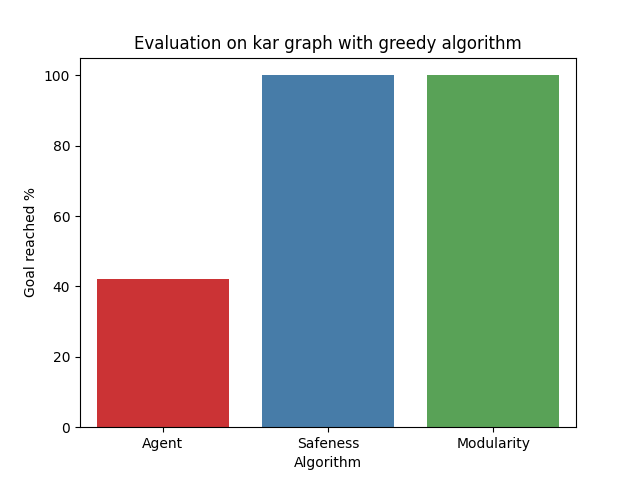 Evaluation on kar graph with greedy algorithm
Goal reached %
100
80
60
40
20
0
Agent Safeness Modularity
Algorithm